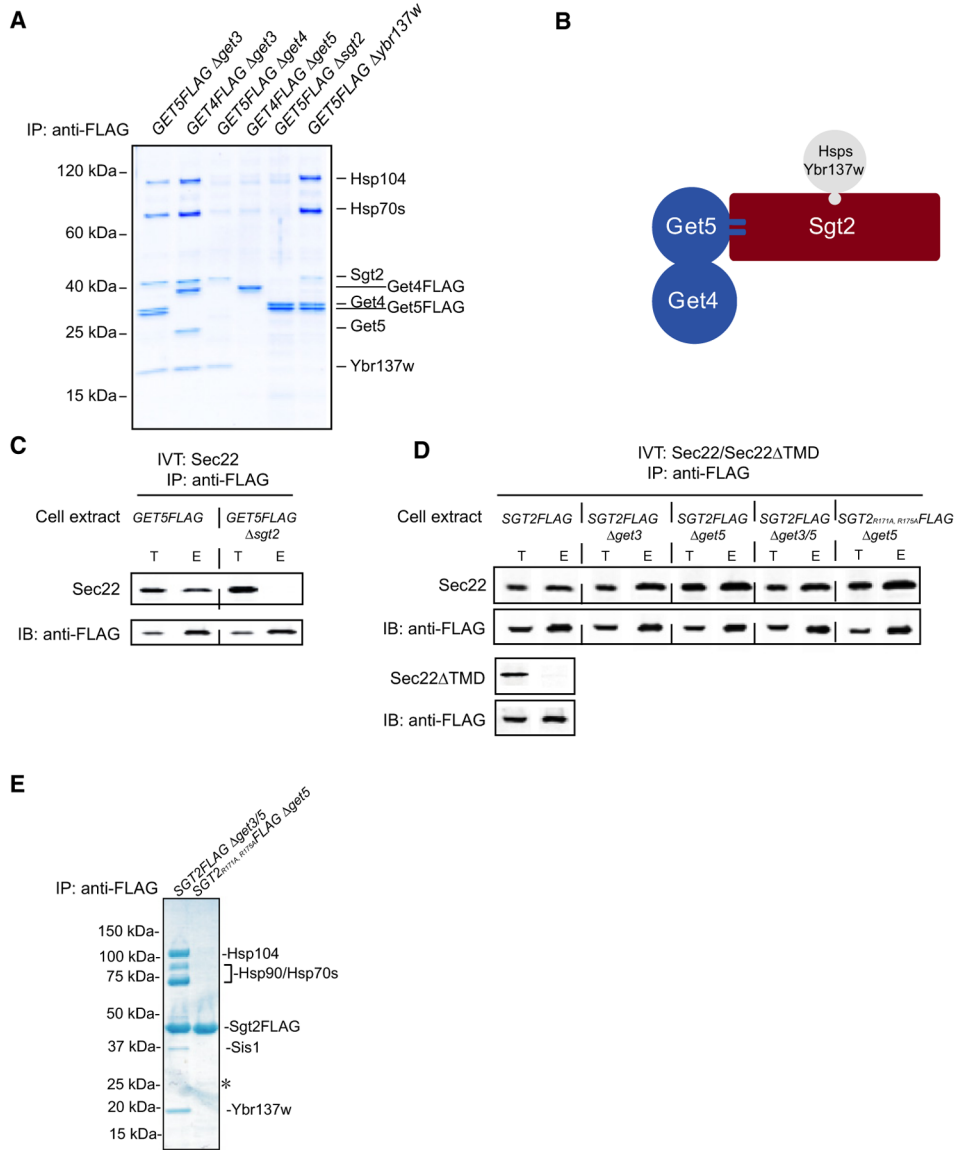 A
GET5FLAG Δget3
GET4FLAG Δget3
GET5FLAG Δget4
GET4FLAG Δget5
GET5FLAG Δsgt2
GET5FLAG Δybr137w
IP: anti-FLAG
120 kDa
60 kDa
40 kDa
25 kDa
15 kDa
Hsp104
Hsp70s
Sgt2
Get4FLAG
Get4
Get5FLAG
Get5
Ybr137w
B
Hsps
Ybr137w
Get5
Sgt2
Get4
C
IVT: Sec22
IP: anti-FLAG
Cell extract GET5FLAG GET5FLAG
Δsgt2
T E T E
Sec22
IB: anti-FLAG
D
IVT: Sec22/Sec22ΔTMD
IP: anti-FLAG
Cell extract SGT2FLAG SGT2FLAG SGT2FLAG SGT2FLAG SGT2R171A, R175AFLAG
Δget3 Δget5 Δget3/5 Δget5
T E T E T E T E T E
Sec22
IB: anti-FLAG
Sec22ΔTMD
IB: anti-FLAG
E
SGT2FLAG Δget3/5
SGT2R171A, R175AFLAG Δget5
IP: anti-FLAG
150 kDa-
100 kDa-
75 kDa-
50 kDa-
37 kDa-
25 kDa-
20 kDa-
15 kDa-
-Hsp104
-Hsp90/Hsp70s
-Sgt2FLAG
-Sis1
*
-Ybr137w